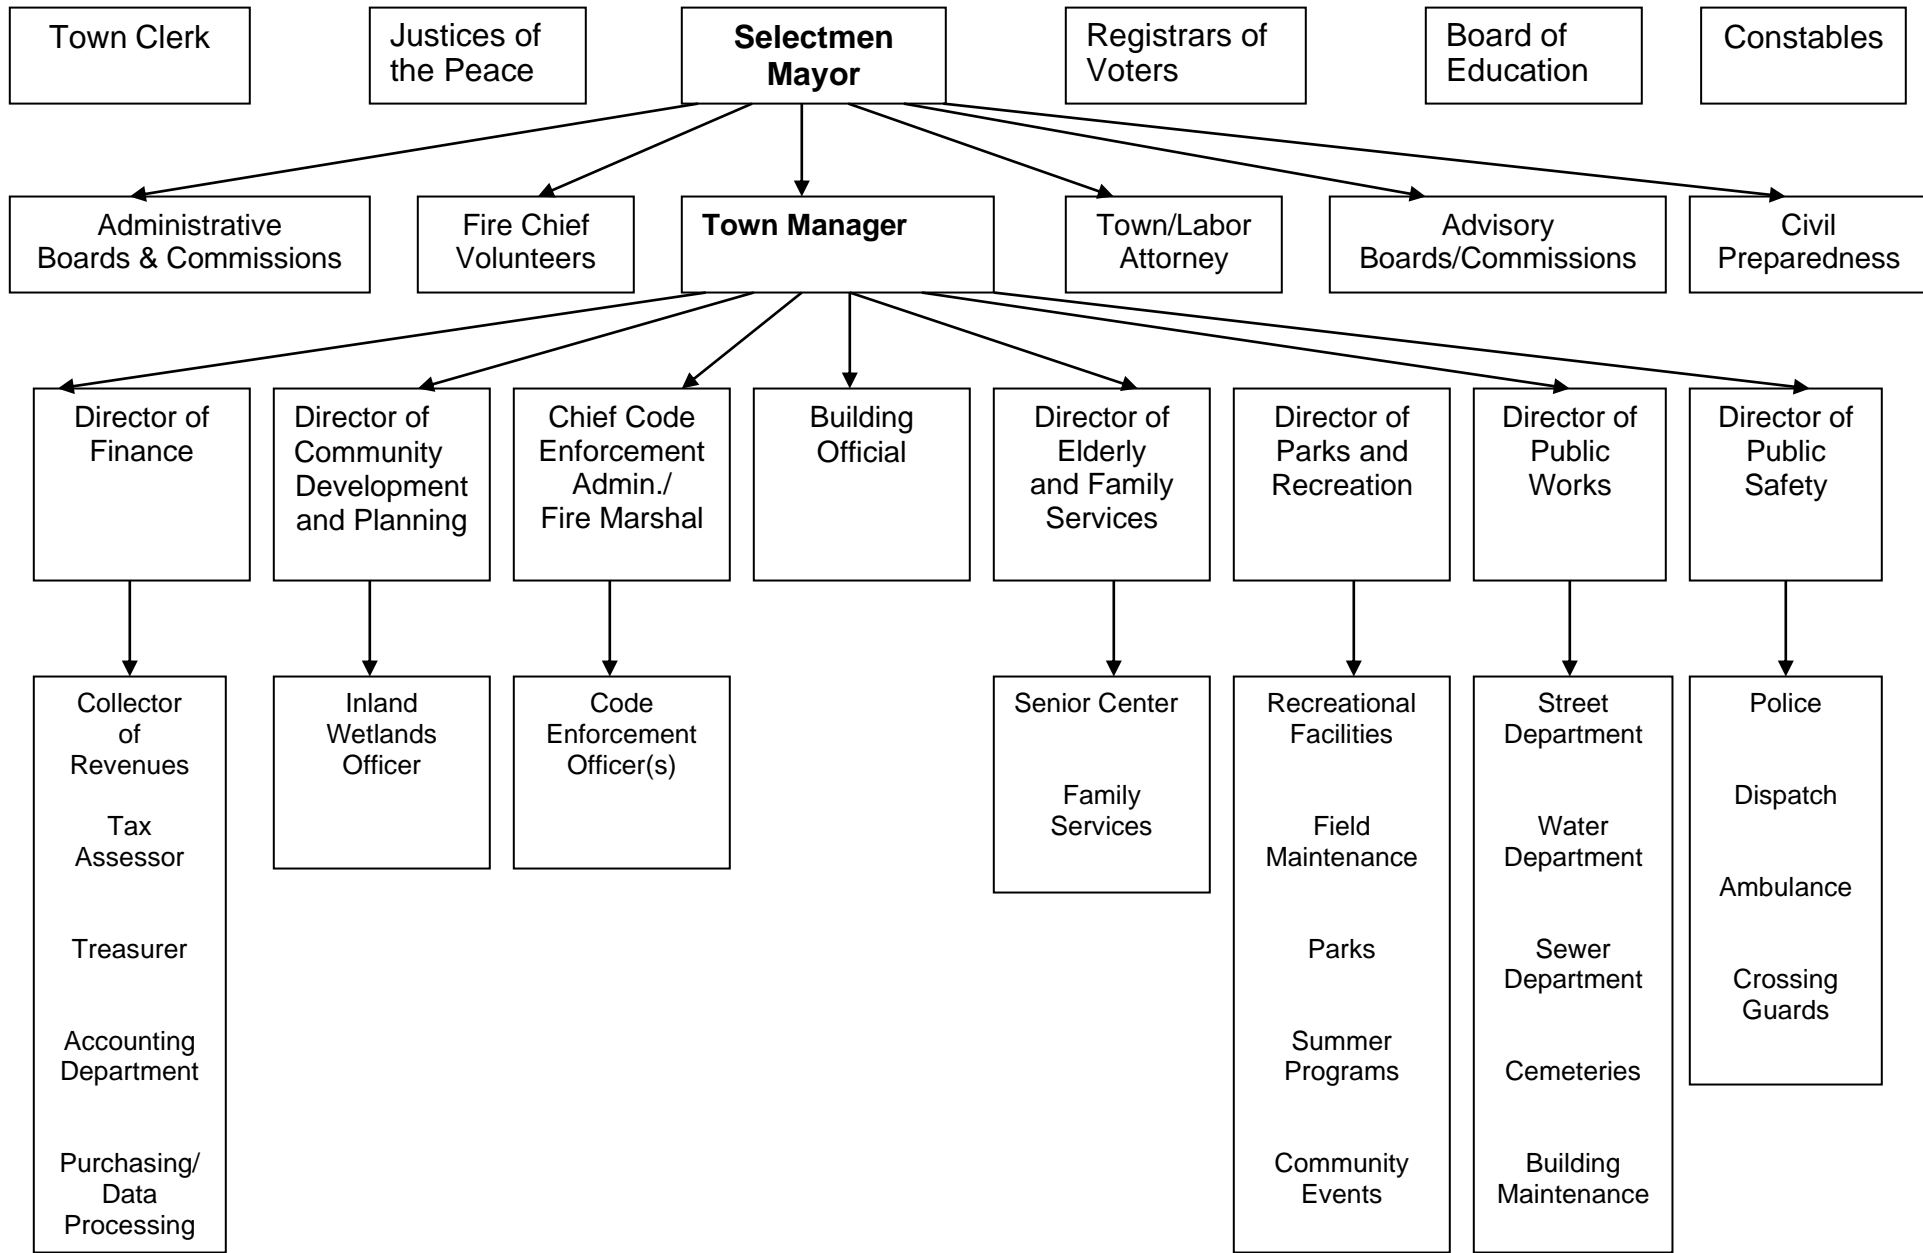 Town Clerk
Justices of
the Peace
Selectmen
Mayor
Registrars of
Voters
Board of
Education
Constables
Administrative
Boards & Commissions
Fire Chief
Volunteers
Town Manager
Town/Labor
Attorney
Advisory
Boards/Commissions
Civil
Preparedness
Director of
Finance
Director of
Community
Development
and Planning
Chief Code
Enforcement
Admin./
Fire Marshal
Building
Official
Director of
Elderly
and Family
Services
Director of
Parks and
Recreation
Director of
Public
Works
Director of
Public
Safety
Collector
of
Revenues
Tax
Assessor
Treasurer
Accounting
Department
Purchasing/
Data
Processing
Inland
Wetlands
Officer
Code
Enforcement
Officer(s)
Senior Center
Family
Services
Recreational
Facilities
Field
Maintenance
Parks
Summer
Programs
Community
Events
Street
Department
Water
Department
Sewer
Department
Cemeteries
Building
Maintenance
Police
Dispatch
Ambulance
Crossing
Guards